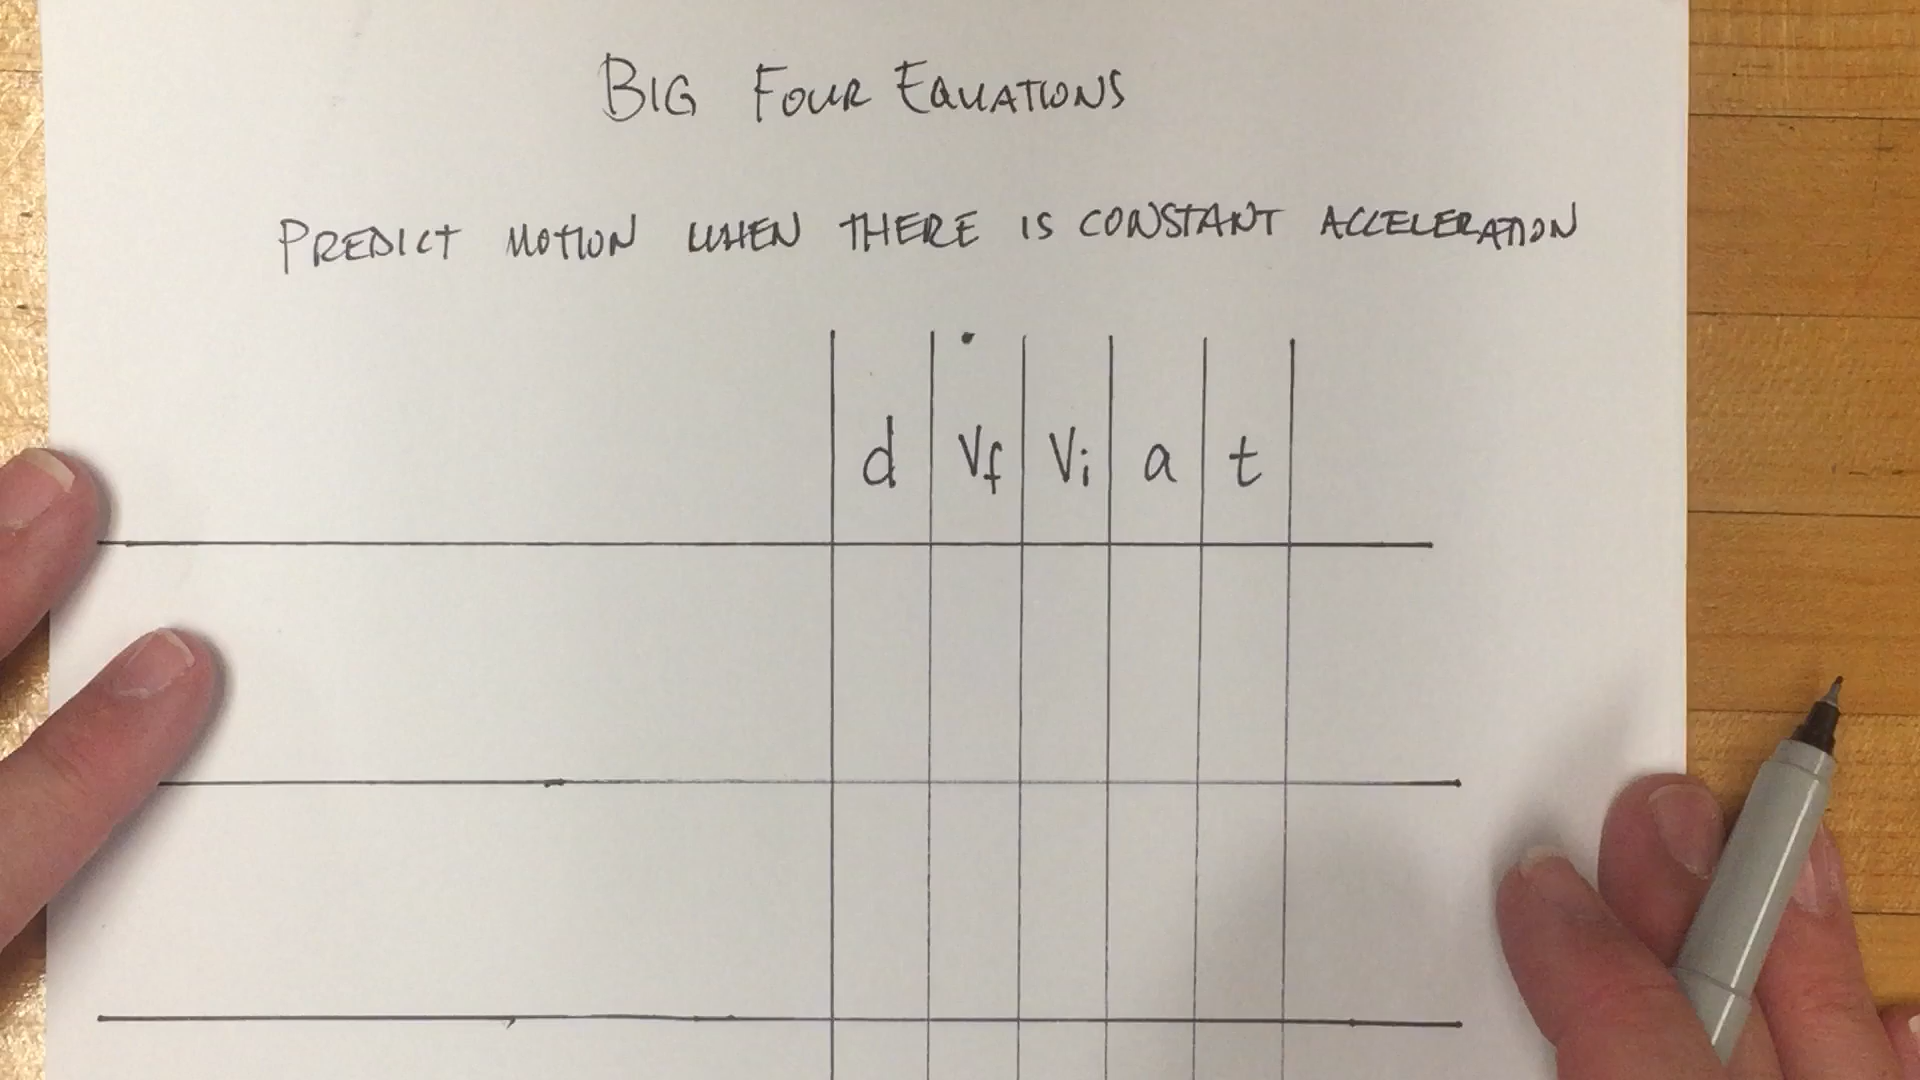 BIG FOUR EQUATIONS
PREDICT MOTION WHEN THERE IS CONSTANT ACCELERATION
d Vf Vi a t